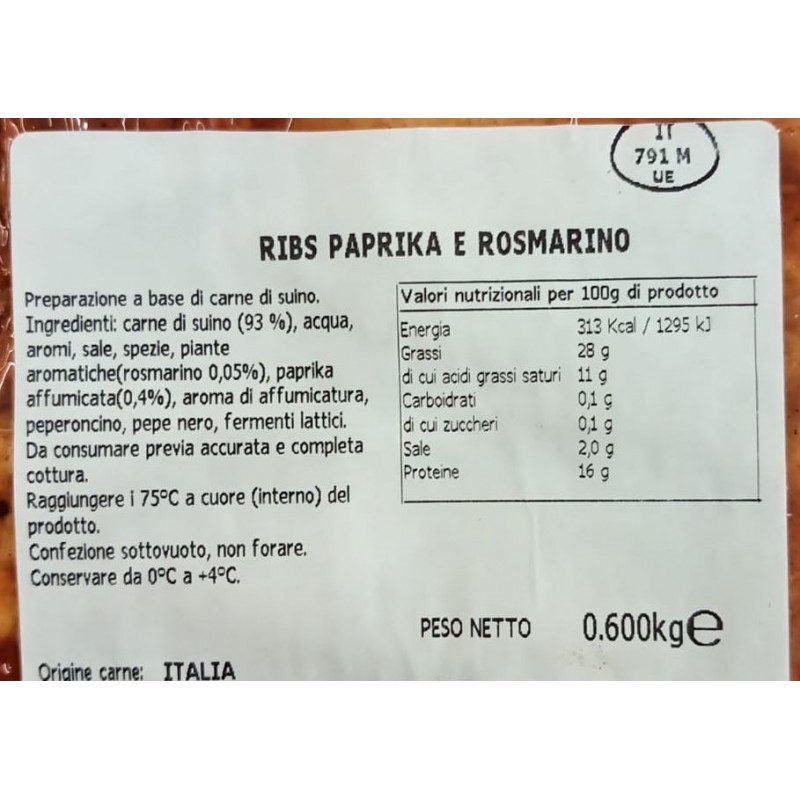 IT
791 M
UE
RIBS PAPRIKA E ROSMARINO
Preparazione a base di carne di suino.
Ingredienti: carne di suino (93 %), acqua,
aromi, sale, spezie, piante
aromatiche(rosmarino 0,05%), paprika
affumicata(0,4%), aroma di affumicatura,
peperoncino, pepe nero, fermenti lattici.
Da consumare previa accurata e completa
cottura.
Raggiungere i 75°C a cuore (interno) del
prodotto.
Confezione sottovuoto, non forare.
Conservare da 0°C a +4°C.
Valori nutrizionali per 100g di prodotto
Energia 313 Kcal / 1295 kJ
Grassi 28 g
di cui acidi grassi saturi 11 g
Carboidrati 0,1 g
di cui zuccheri 0,1 g
Sale 2,0 g
Proteine 16 g
PESO NETTO 0.600kg e
Origine carne: ITALIA